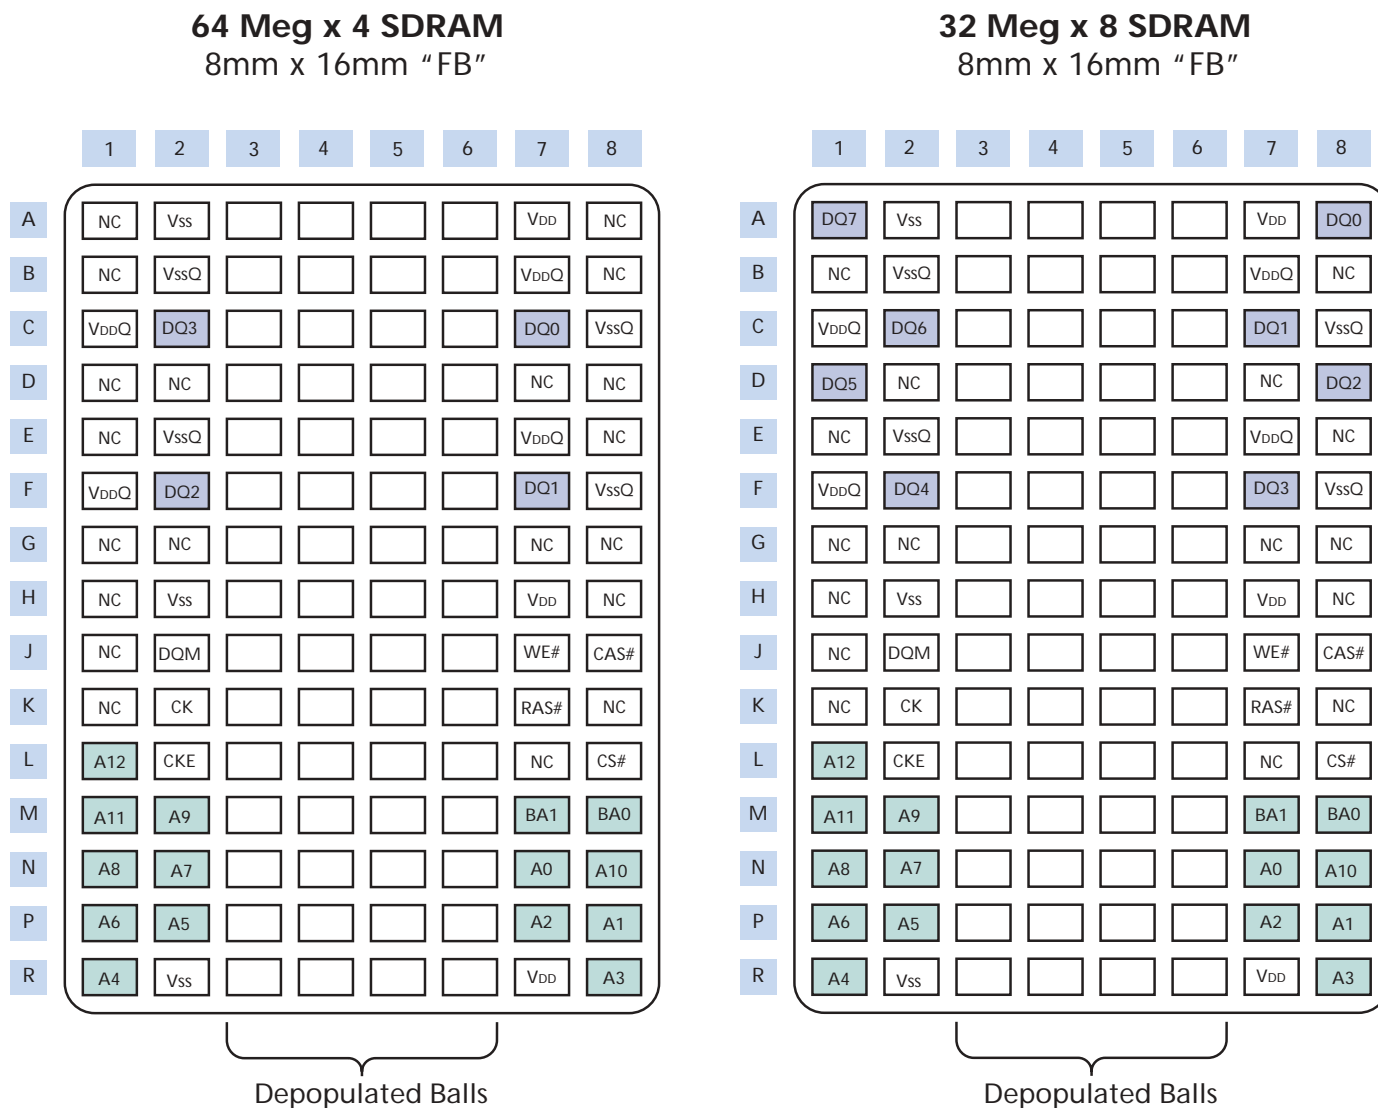 64 Meg x 4 SDRAM
8mm x 16mm “FB”
1 2 3 4 5 6 7 8
A NC Vss VDD NC
B NC VssQ VDDQ NC
C VDDQ DQ3 DQ0 VssQ
D NC NC NC NC
E NC VssQ VDDQ NC
F VDDQ DQ2 DQ1 VssQ
G NC NC NC NC
H NC Vss VDD NC
J NC DQM WE# CAS#
K NC CK RAS# NC
L A12 CKE NC CS#
M A11 A9 BA1 BA0
N A8 A7 A0 A10
P A6 A5 A2 A1
R A4 Vss VDD A3
Depopulated Balls
32 Meg x 8 SDRAM
8mm x 16mm “FB”
1 2 3 4 5 6 7 8
A DQ7 Vss VDD DQ0
B NC VssQ VDDQ NC
C VDDQ DQ6 DQ1 VssQ
D DQ5 NC NC DQ2
E NC VssQ VDDQ NC
F VDDQ DQ4 DQ3 VssQ
G NC NC NC NC
H NC Vss VDD NC
J NC DQM WE# CAS#
K NC CK RAS# NC
L A12 CKE NC CS#
M A11 A9 BA1 BA0
N A8 A7 A0 A10
P A6 A5 A2 A1
R A4 Vss VDD A3
Depopulated Balls